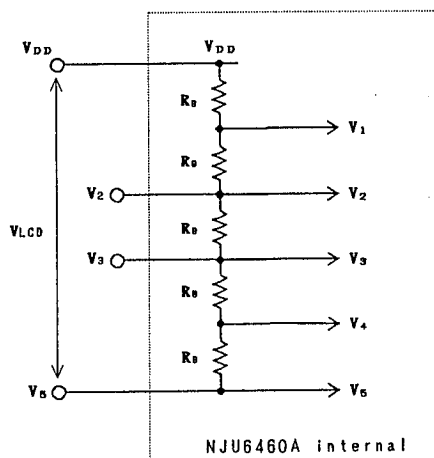 VDD VDD
RB
V1
RB
V2 V2
VLCD
RB
V3 V3
RB
V4
RB
V5 V5
NJU6460A internal